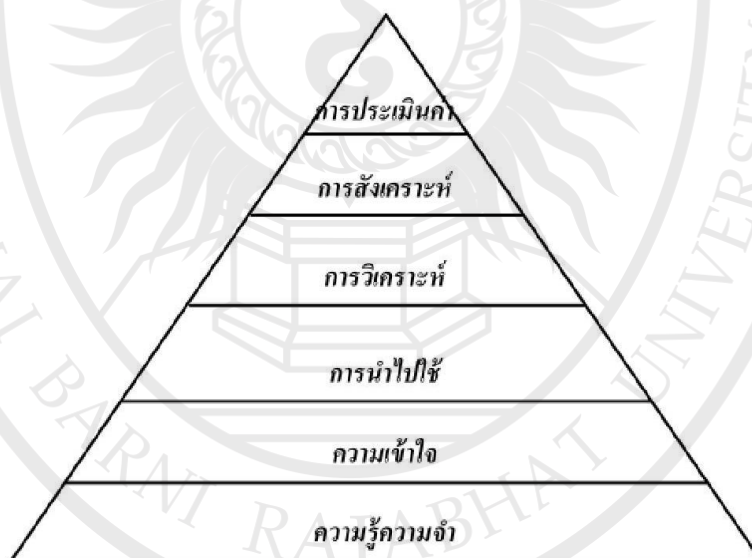 การประเมินค่า
การสังเคราะห์
การวิเคราะห์
การนำไปใช้
ความเข้าใจ
ความรู้ความจำ
BARNI RAJABHAT UNIVERSITY